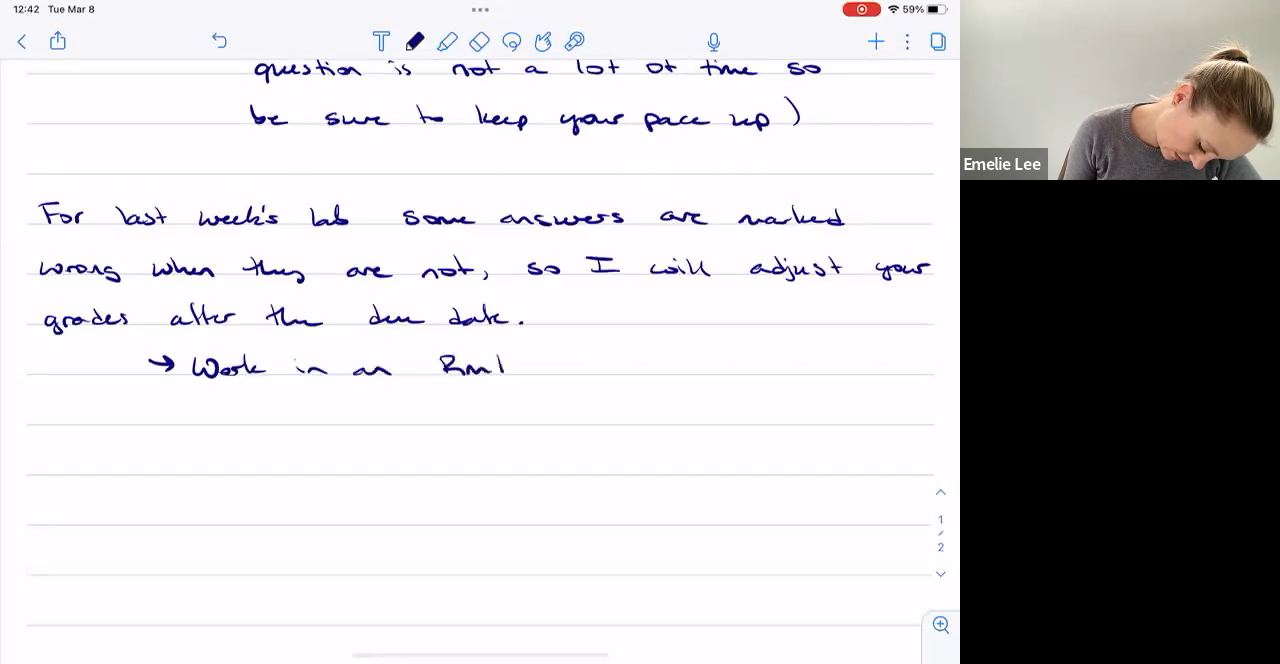 12:42 Tue Mar 8
59%
question is not a lot of time so
be sure to keep your pace up)
Emelie Lee
For last week's lab some answers are marked
wrong when they are not, so I will adjust your
grades after the due date.
→ Work in an Rml
1
/
2